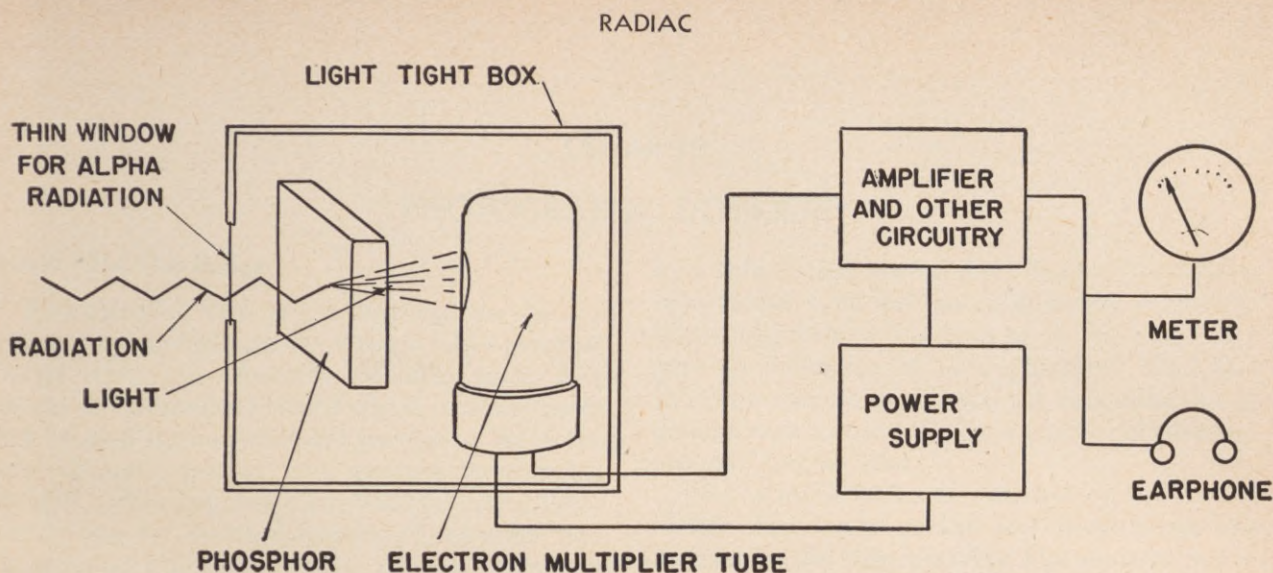 RADIAC
LIGHT TIGHT BOX
THIN WINDOW
FOR ALPHA
RADIATION
RADIATION
LIGHT
PHOSPHOR
ELECTRON MULTIPLIER TUBE
AMPLIFIER
AND OTHER
CIRCUITRY
POWER
SUPPLY
METER
EARPHONE